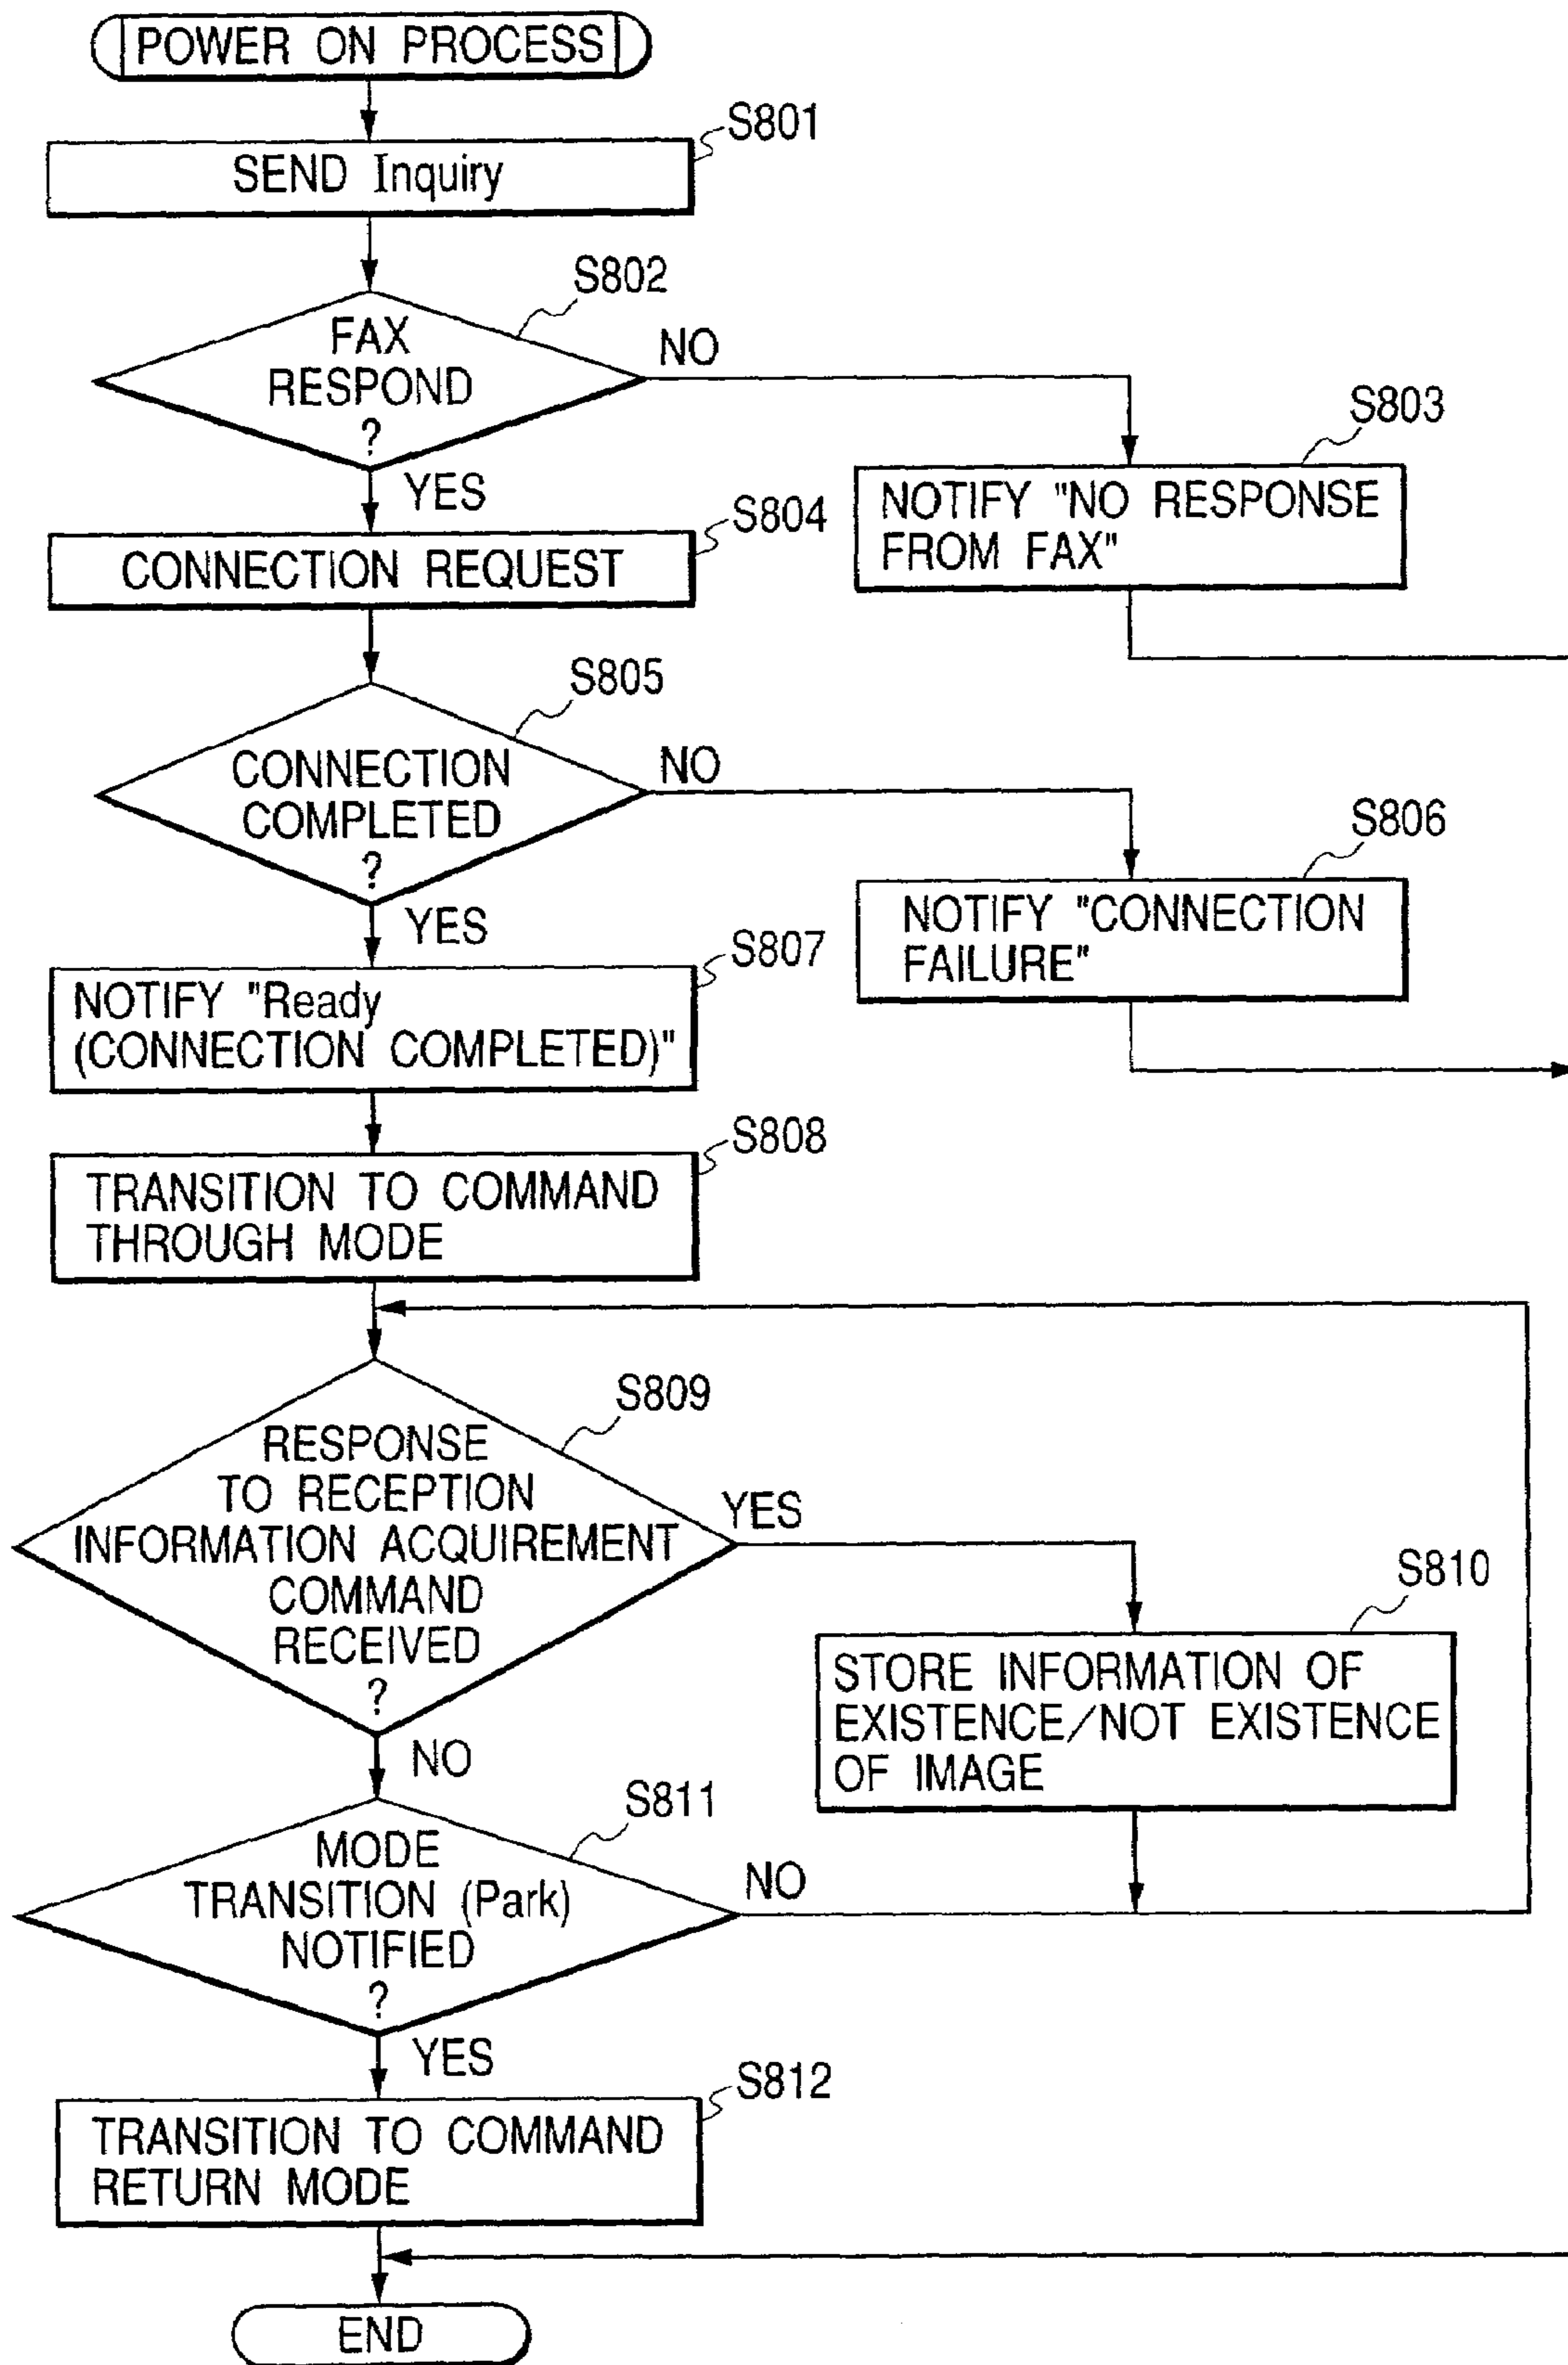 POWER ON PROCESS
S801
SEND Inquiry
S802
FAX
RESPOND
?
NO
YES
S803
NOTIFY "NO RESPONSE
FROM FAX"
S804
CONNECTION REQUEST
S805
CONNECTION
COMPLETED
?
NO
YES
S806
NOTIFY "CONNECTION
FAILURE"
S807
NOTIFY "Ready
(CONNECTION COMPLETED)"
S808
TRANSITION TO COMMAND
THROUGH MODE
S809
RESPONSE
TO RECEPTION
INFORMATION ACQUIREMENT
COMMAND
RECEIVED
?
YES
NO
S810
STORE INFORMATION OF
EXISTENCE/NOT EXISTENCE
OF IMAGE
S811
MODE
TRANSITION (Park)
NOTIFIED
?
NO
YES
S812
TRANSITION TO COMMAND
RETURN MODE
END